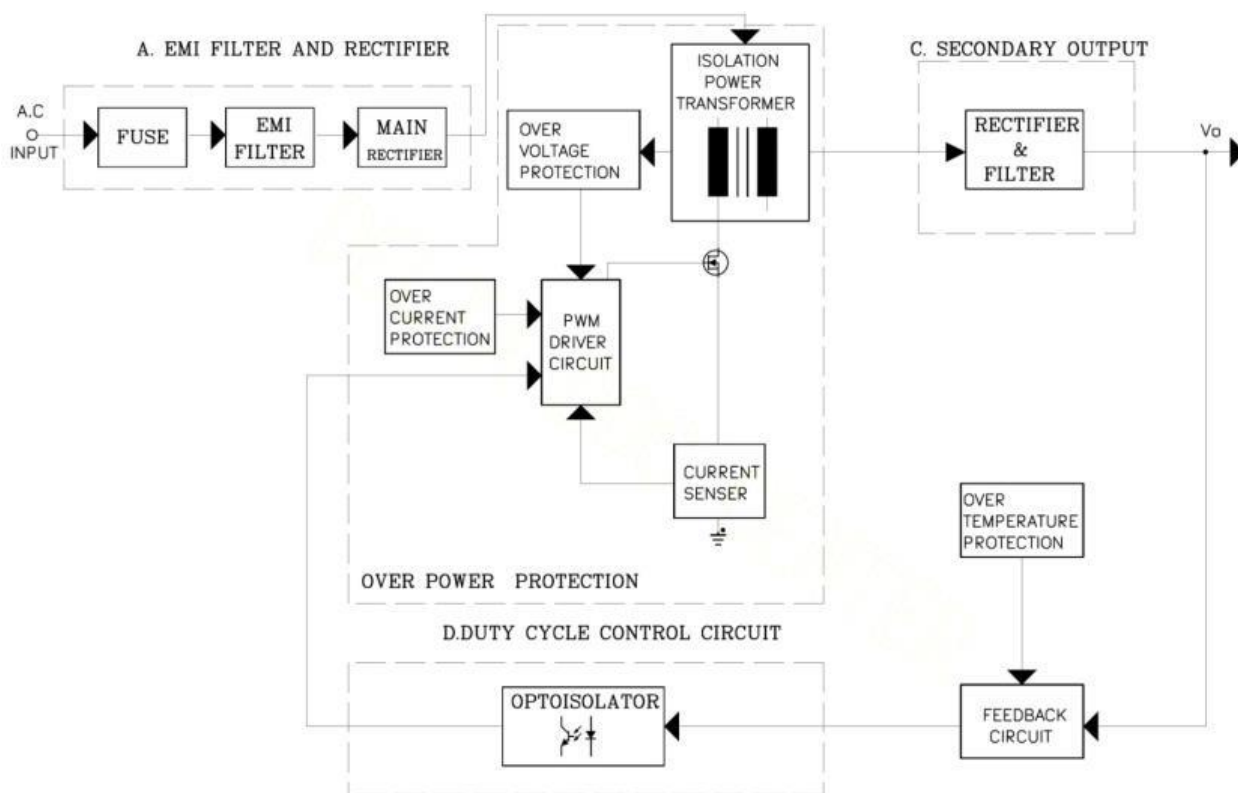 A. EMI FILTER AND RECTIFIER
A.C
INPUT
FUSE
EMI
FILTER
MAIN
RECTIFIER
OVER
VOLTAGE
PROTECTION
ISOLATION
POWER
TRANSFORMER
C. SECONDARY OUTPUT
RECTIFIER
&
FILTER
Vo
OVER
CURRENT
PROTECTION
PWM
DRIVER
CIRCUIT
CURRENT
SENSER
OVER POWER PROTECTION
OVER
TEMPERATURE
PROTECTION
D.DUTY CYCLE CONTROL CIRCUIT
OPTOISOLATOR
FEEDBACK
CIRCUIT